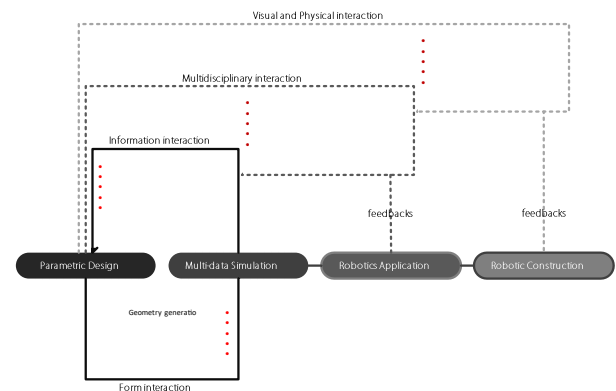 Visual and Physical interaction
Multidisciplinary interaction
Information interaction
feedbacks
feedbacks
Parametric Design
Multi-data Simulation
Robotics Application
Robotic Construction
Geometry generatio
Form interaction